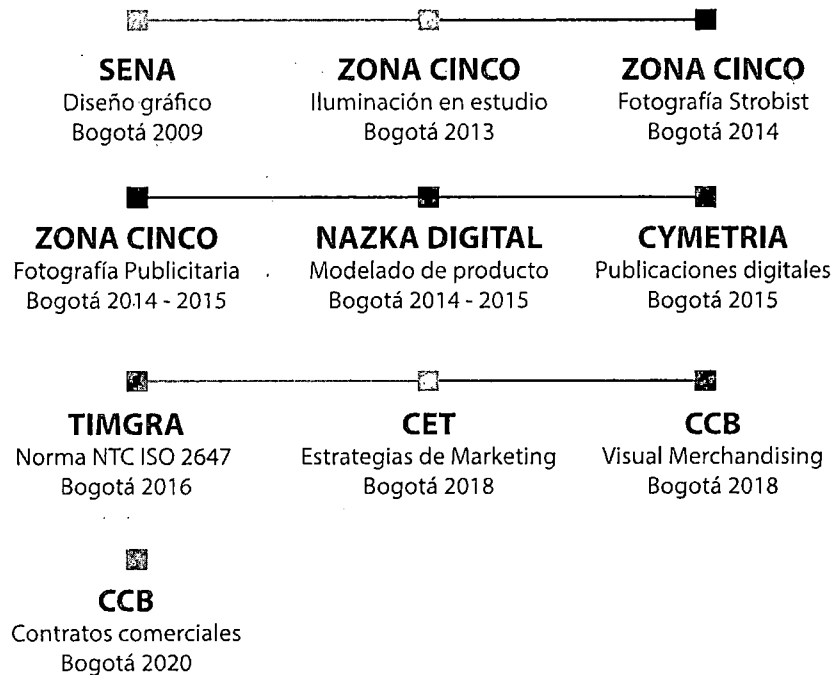 SENA
Diseño gráfico
Bogotá 2009
ZONA CINCO
Iluminación en estudio
Bogotá 2013
ZONA CINCO
Fotografía Strobist
Bogotá 2014
ZONA CINCO
Fotografía Publicitaria
Bogotá 2014 - 2015
NAZKA DIGITAL
Modelado de producto
Bogotá 2014 - 2015
CYMETRIA
Publicaciones digitales
Bogotá 2015
TIMGRA
Norma NTC ISO 2647
Bogotá 2016
CET
Estrategias de Marketing
Bogotá 2018
CCB
Visual Merchandising
Bogotá 2018
CCB
Contratos comerciales
Bogotá 2020